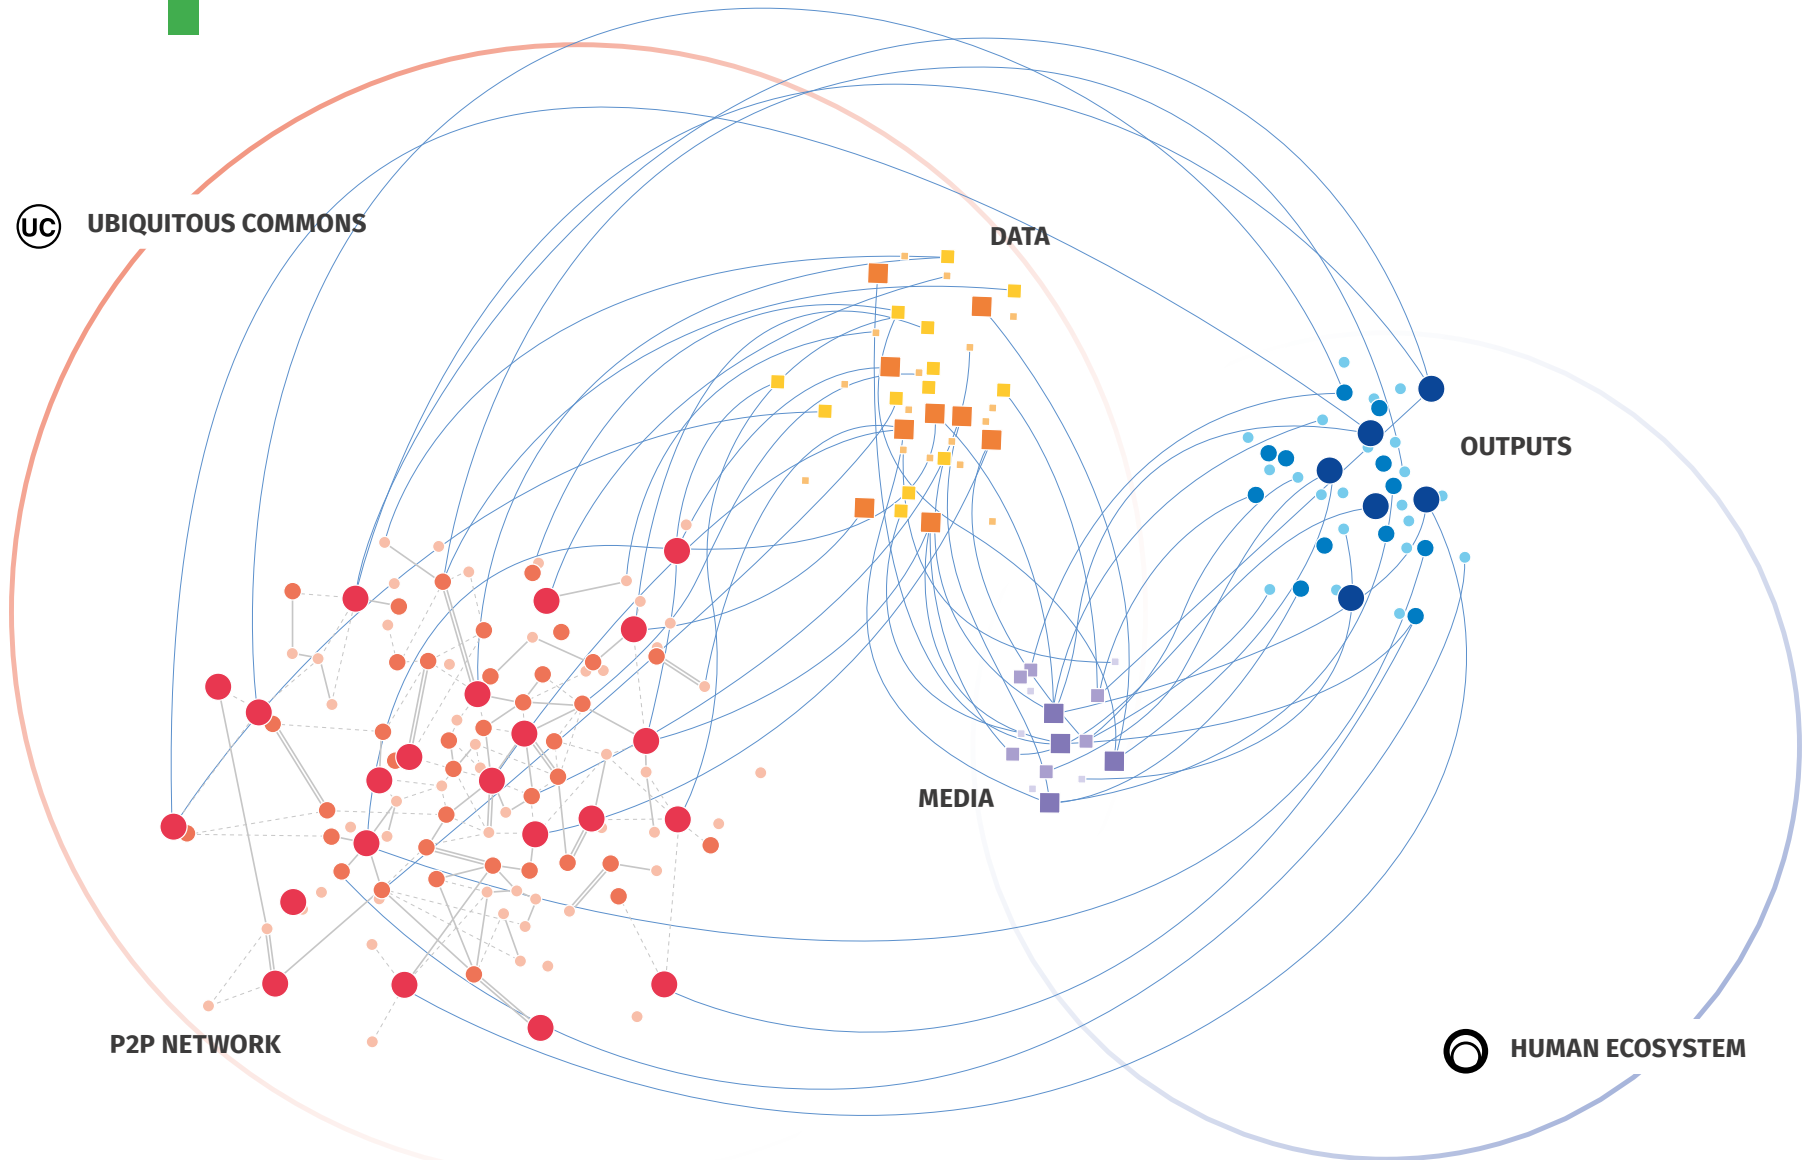 UC UBIQUITOUS COMMONS
DATA
OUTPUTS
MEDIA
P2P NETWORK
HUMAN ECOSYSTEM